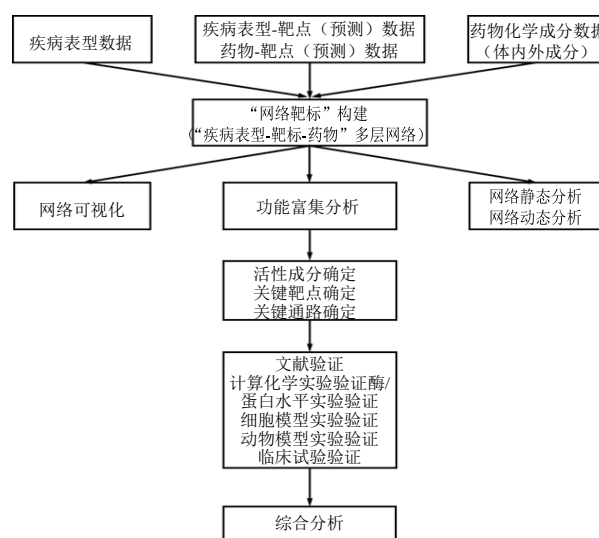 疾病表型数据
疾病表型-靶点（预测）数据
药物-靶点（预测）数据
药物化学成分数据
（体内外成分）
“网络靶标”构建
（“疾病表型-靶标-药物”多层网络）
网络可视化
功能富集分析
网络静态分析
网络动态分析
活性成分确定
关键靶点确定
关键通路确定
文献验证
计算化学实验验证酶/
蛋白水平实验验证
细胞模型实验验证
动物模型实验验证
临床试验验证
综合分析